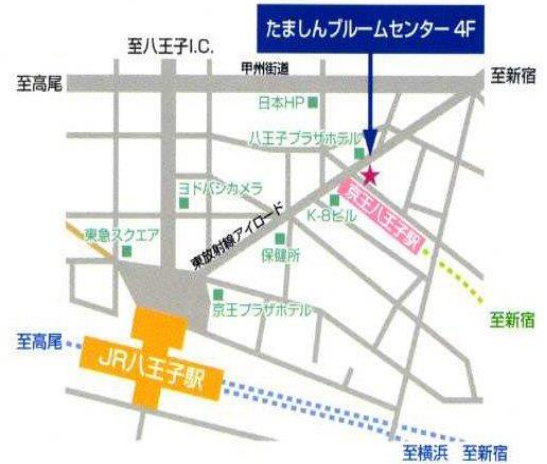 たましんブルームセンター 4F
至八王子I.C.
甲州街道
至高尾
至新宿
日本HP
八王子プラザホテル
ヨドバシカメラ
K-8ビル
京王八王子駅
東放射線アイロード
東急スクエア
保健所
京王プラザホテル
至新宿
至高尾
JR八王子駅
至横浜 至新宿